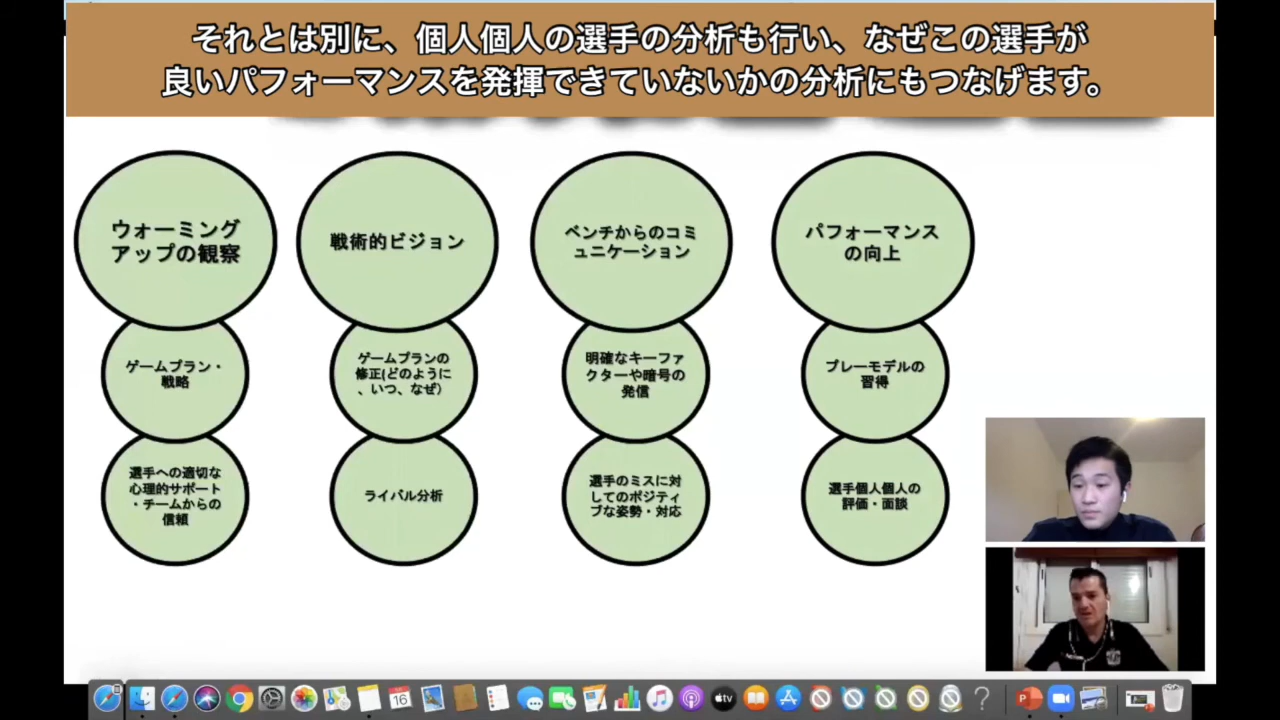 それとは別に、個人個人の選手の分析も行い、なぜこの選手が
良いパフォーマンスを発揮できていないかの分析にもつなげます。
ウォーミング
アップの観察
ゲームプラン・
戦略
選手への適切な
心理的サポート
・チームからの
信頼
戦術的ビジョン
ゲームプランの
修正(どのように
、いつ、なぜ)
ライバル分析
ベンチからのコミ
ュニケーション
明確なキーファ
クターや暗号の
発信
選手のミスに対
してのポジティ
ブな姿勢・対応
パフォーマンス
の向上
プレーモデルの
習得
選手個人個人の
評価・面談
16
tv